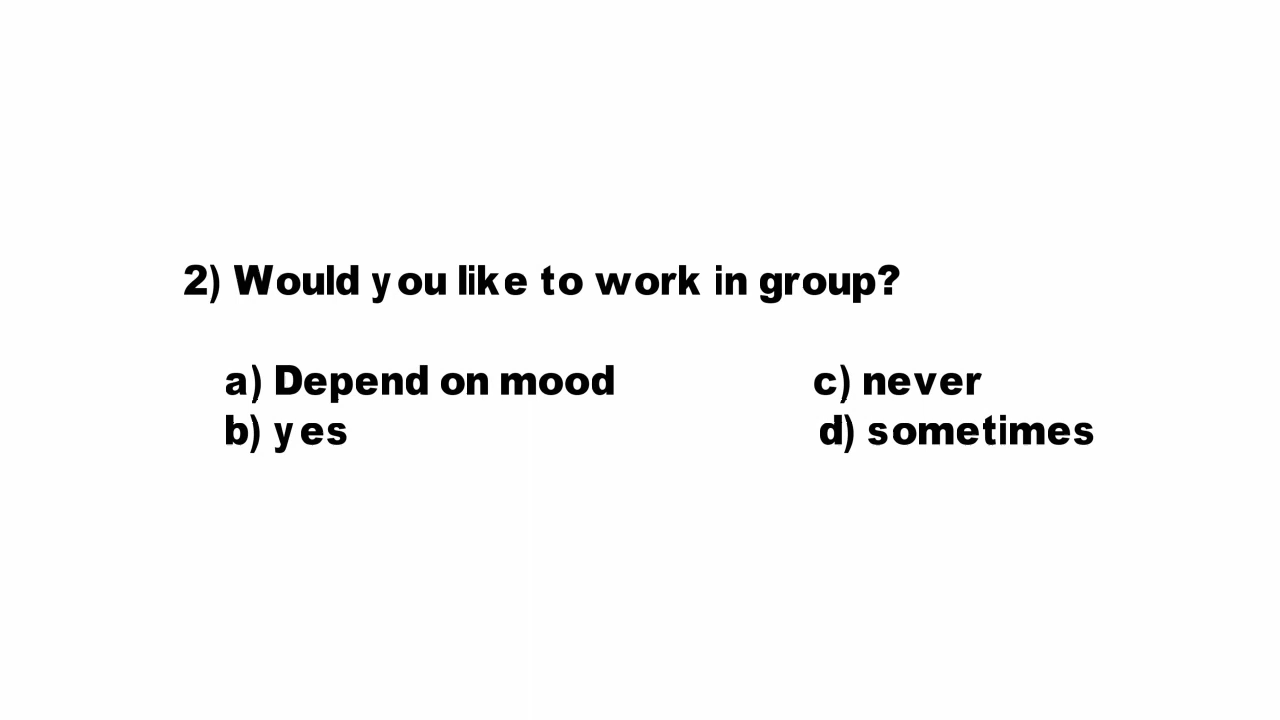 2) Would you like to work in group?
a) Depend on mood c) never
b) yes d) sometimes